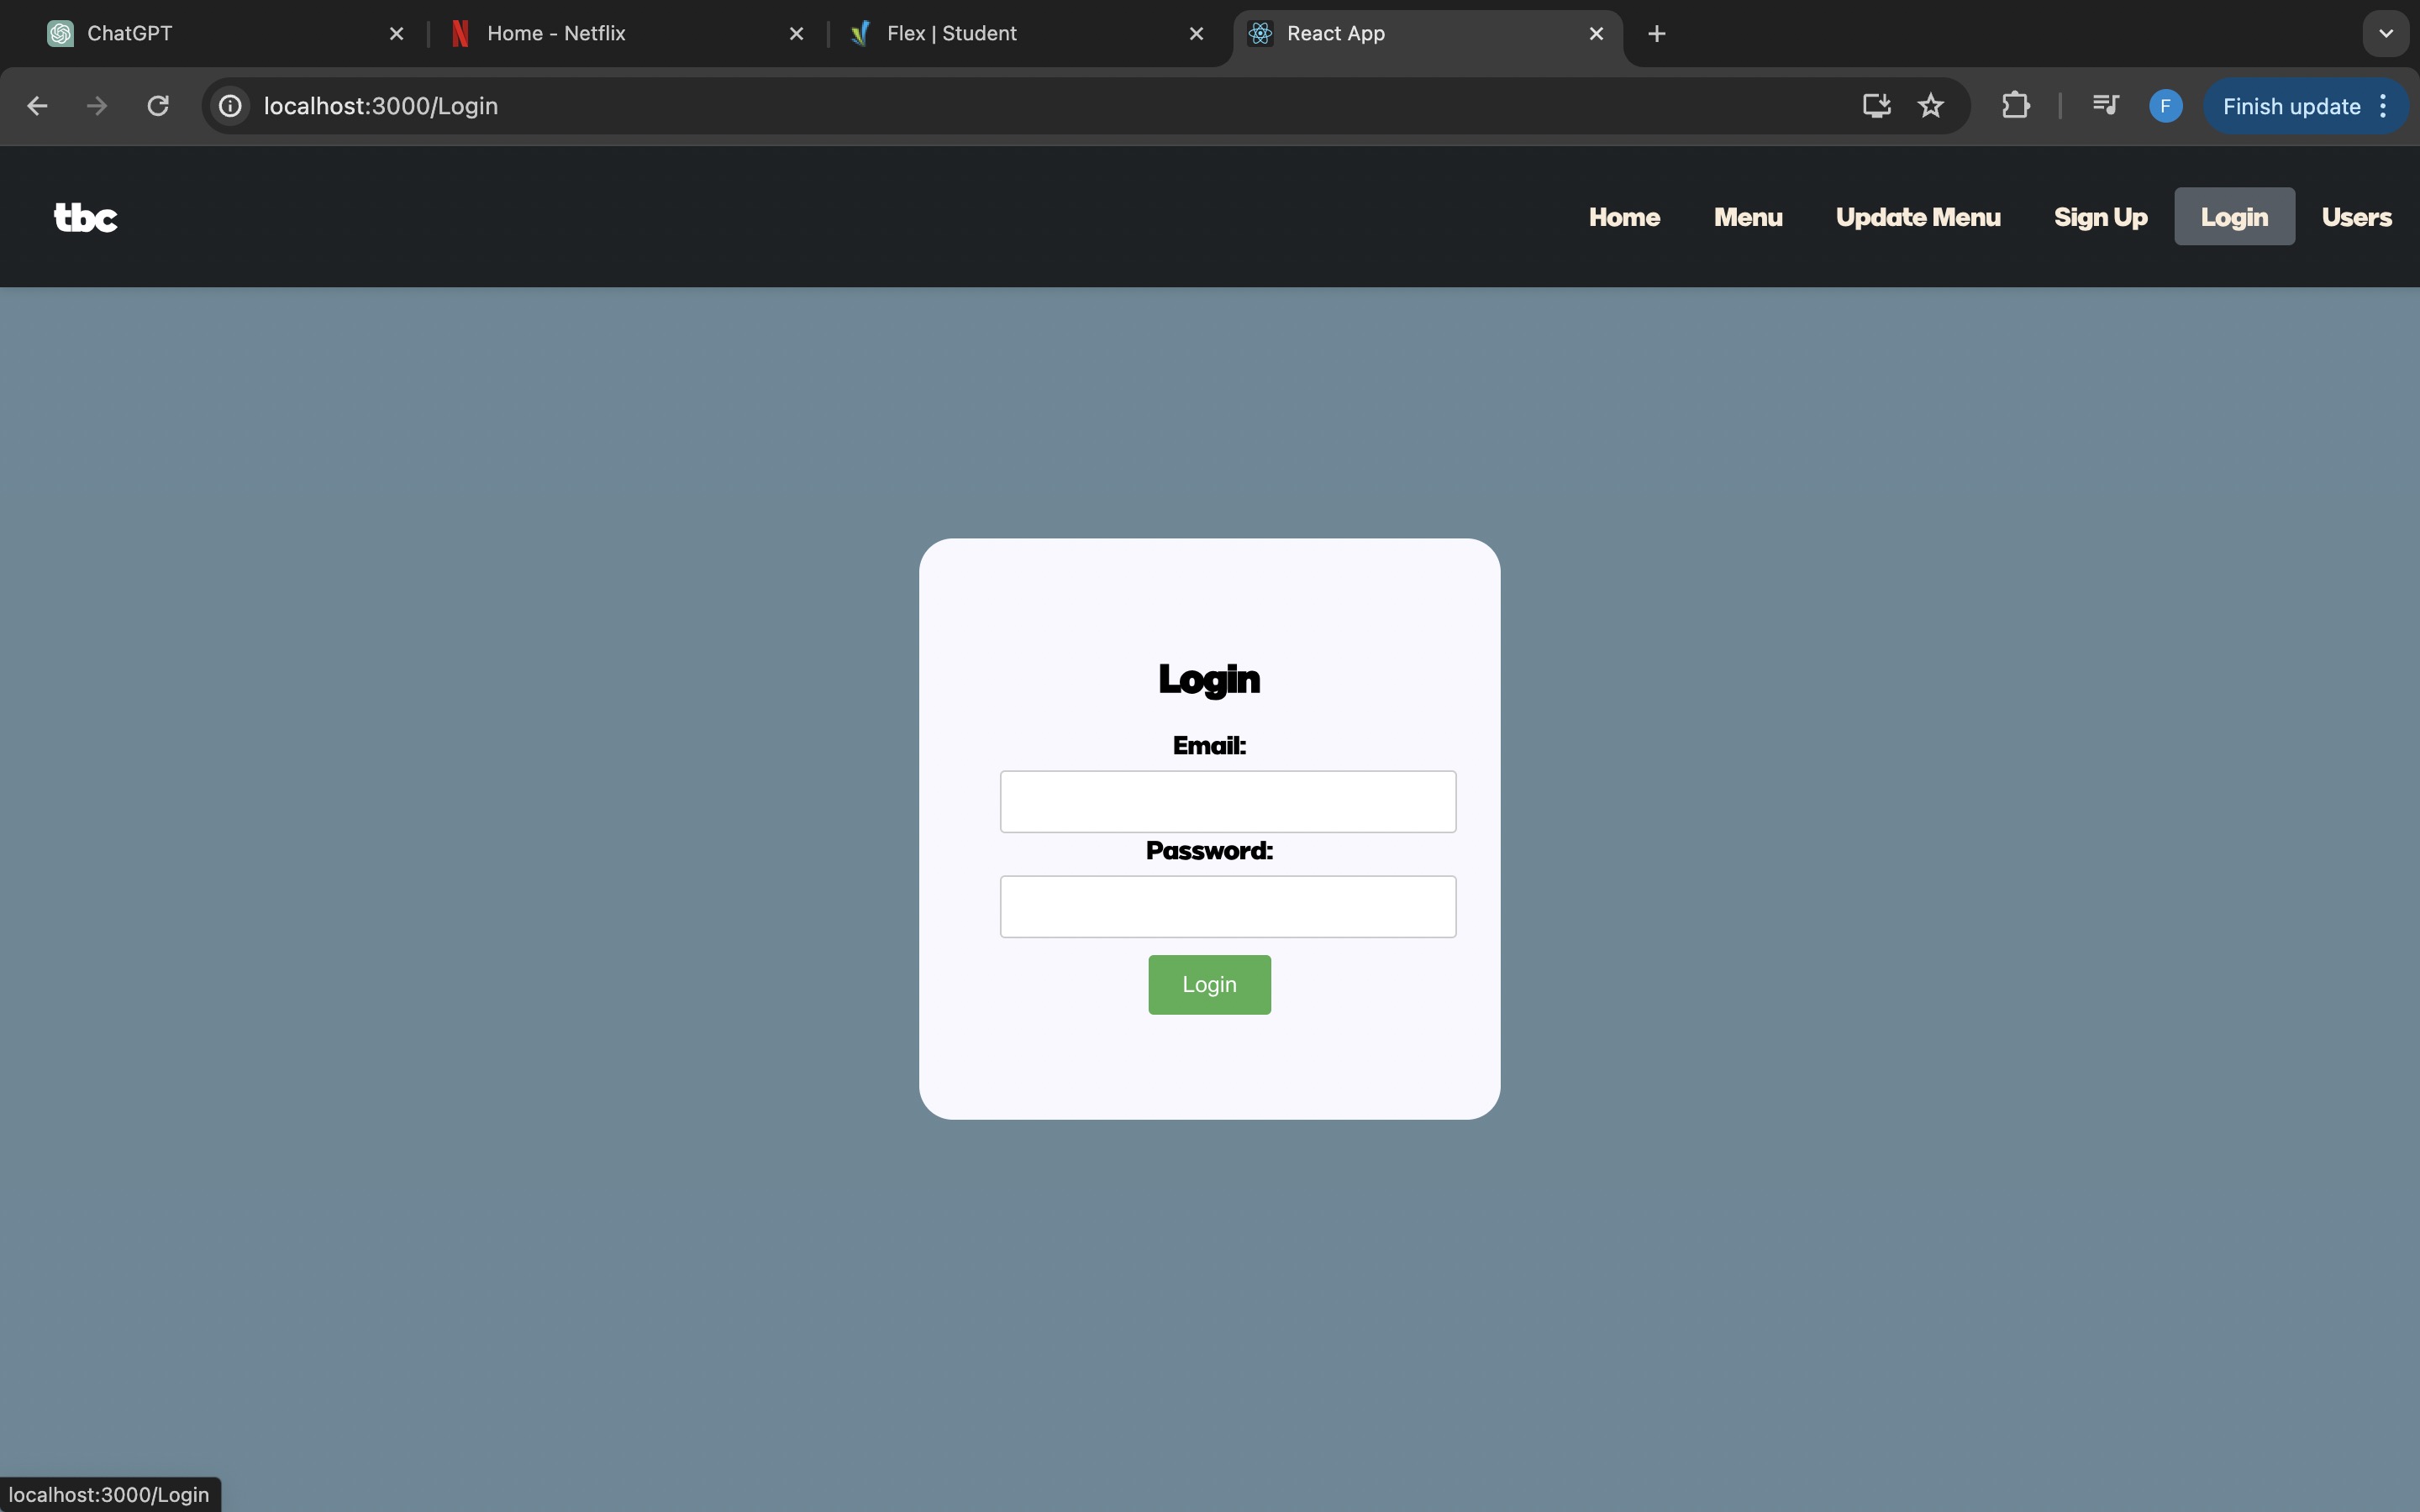 ChatGPT
Home - Netflix
Flex | Student
React App
localhost:3000/Login
F
Finish update
tbc
Home
Menu
Update Menu
Sign Up
Login
Users
Login
Email:
Password:
Login
localhost:3000/Login